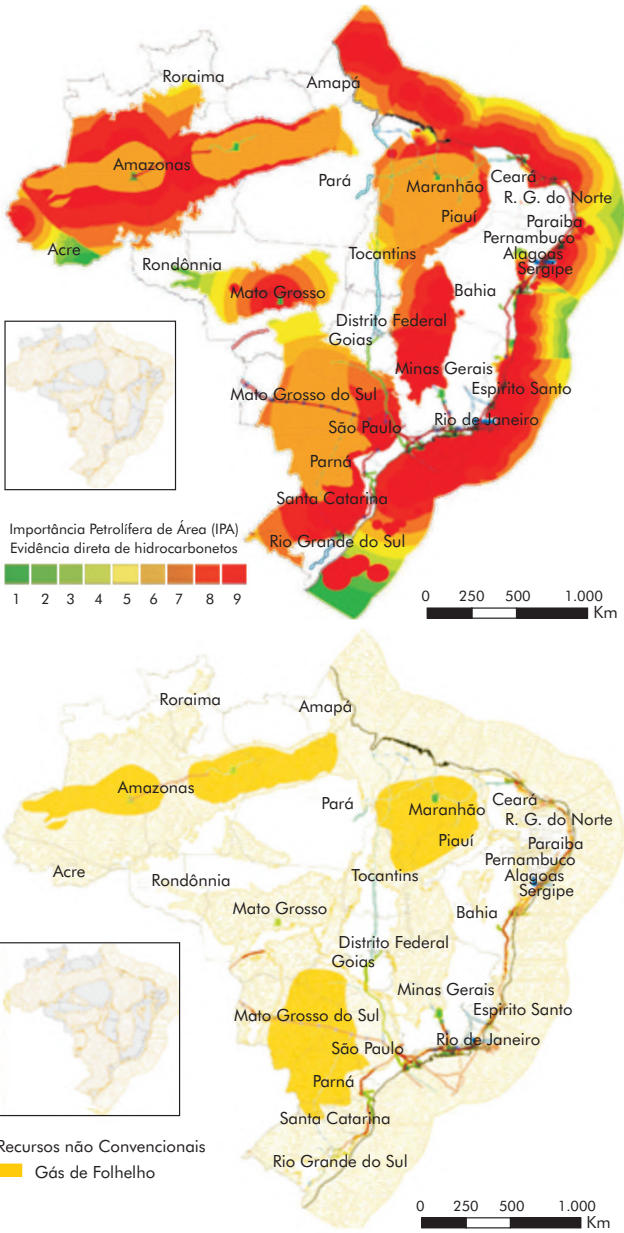 Roraima
Amapá
Amazonas
Pará
Maranhão
Ceará
R. G. do Norte
Piauí
Paraiba
Pernambuco
Acre
Rondônnia
Tocantins
Alagoas
Sergipe
Mato Grosso
Bahia
Distrito Federal
Goias
Minas Gerais
Mato Grosso do Sul
Espirito Santo
São Paulo
Rio de Janeiro
Parná
Santa Catarina
Rio Grande do Sul
Importância Petrolífera de Área (IPA)
Evidência direta de hidrocarbonetos
1 2 3 4 5 6 7 8 9
0 250 500 1.000
Km
Roraima
Amapá
Amazonas
Pará
Maranhão
Ceará
R. G. do Norte
Piauí
Paraiba
Pernambuco
Acre
Rondônnia
Tocantins
Alagoas
Sergipe
Mato Grosso
Bahia
Distrito Federal
Goias
Minas Gerais
Mato Grosso do Sul
Espirito Santo
São Paulo
Rio de Janeiro
Parná
Santa Catarina
Rio Grande do Sul
Recursos não Convencionais
Gás de Folhelho
0 250 500 1.000
Km